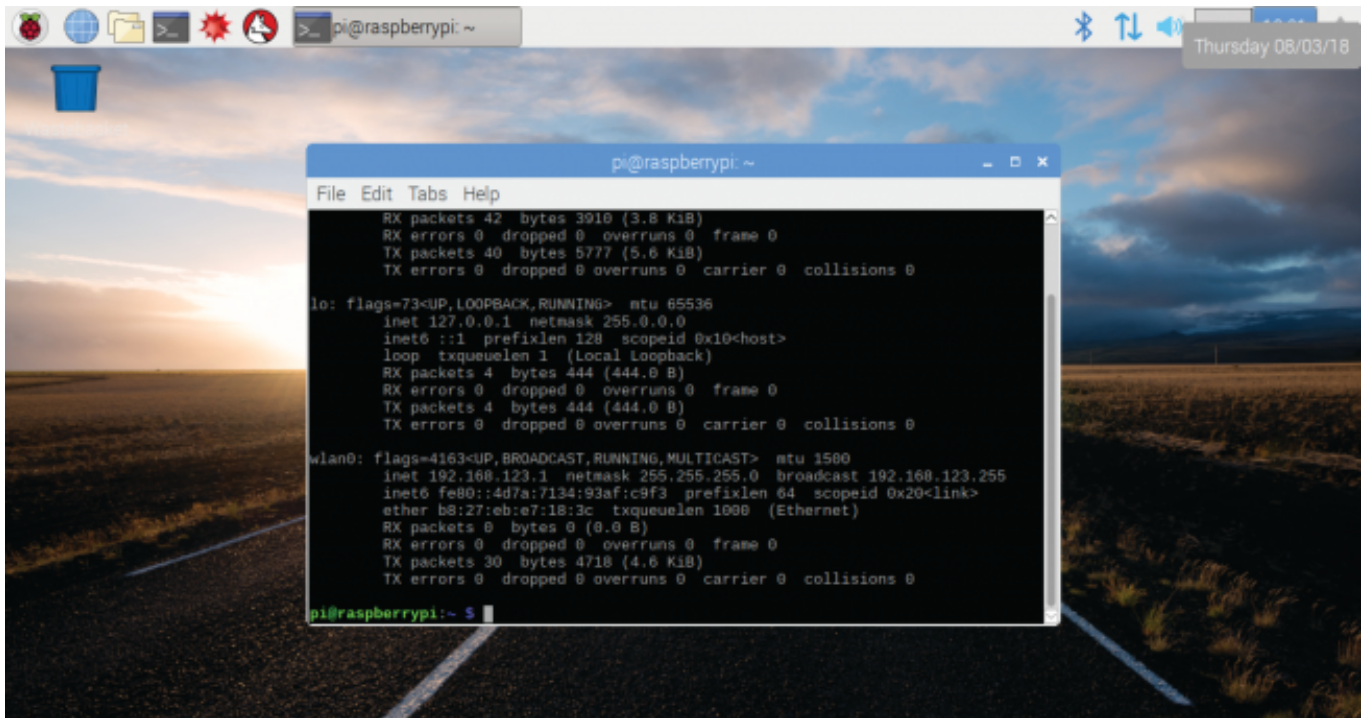 pi@raspberrypi: ~
Thursday 08/03/18
pi@raspberrypi: ~
File Edit Tabs Help
RX packets 42 bytes 3910 (3.8 KiB)
RX errors 0 dropped 0 overruns 0 frame 0
TX packets 40 bytes 5777 (5.6 KiB)
TX errors 0 dropped 0 overruns 0 carrier 0 collisions 0
lo: flags=73<UP,LOOPBACK,RUNNING> mtu 65536
inet 127.0.0.1 netmask 255.0.0.0
inet6 ::1 prefixlen 128 scopeid 0x10<host>
loop txqueuelen 1 (Local Loopback)
RX packets 4 bytes 444 (444.0 B)
RX errors 0 dropped 0 overruns 0 frame 0
TX packets 4 bytes 444 (444.0 B)
TX errors 0 dropped 0 overruns 0 carrier 0 collisions 0
wlan0: flags=4163<UP,BROADCAST,RUNNING,MULTICAST> mtu 1500
inet 192.168.123.1 netmask 255.255.255.0 broadcast 192.168.123.255
inet6 fe80::4d7a:7134:93af:c9f3 prefixlen 64 scopeid 0x20<link>
ether b8:27:eb:e7:18:3c txqueuelen 1000 (Ethernet)
RX packets 0 bytes 0 (0.0 B)
RX errors 0 dropped 0 overruns 0 frame 0
TX packets 30 bytes 4718 (4.6 KiB)
TX errors 0 dropped 0 overruns 0 carrier 0 collisions 0
pi@raspberrypi:~ $